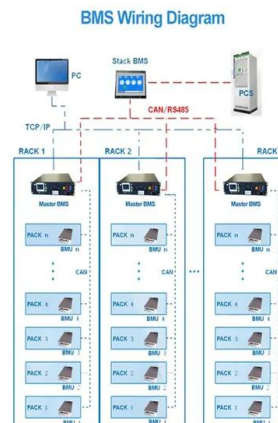 BMS Wiring Diagram
PC
Stack BMS
PCS
CAN/RS485
TCP/IP
RACK 1
RACK 2
RACK n
Master BMS
Master BMS
Master BMS
PACK n
BMU n
PACK n
BMU n
PACK n
BMU n
CAN
CAN
CAN
PACK 4
BMU 4
PACK 4
BMU 4
PACK 4
BMU 4
PACK 3
BMU 3
PACK 3
BMU 3
PACK 3
BMU 3
PACK 2
BMU 2
PACK 2
BMU 2
PACK 2
BMU 2
PACK 1
PACK 1
PACK 1